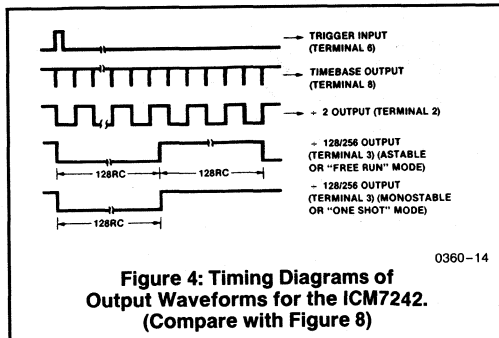 TRIGGER INPUT
(TERMINAL 6)
TIMEBASE OUTPUT
(TERMINAL 8)
÷ 2 OUTPUT (TERMINAL 2)
÷ 128/256 OUTPUT
(TERMINAL 3) (ASTABLE
OR "FREE RUN" MODE)
128RC
128RC
÷ 128/256 OUTPUT
(TERMINAL 3) (MONOSTABLE
OR "ONE SHOT" MODE)
128RC
0360–14
Figure 4: Timing Diagrams of
Output Waveforms for the ICM7242.
(Compare with Figure 8)